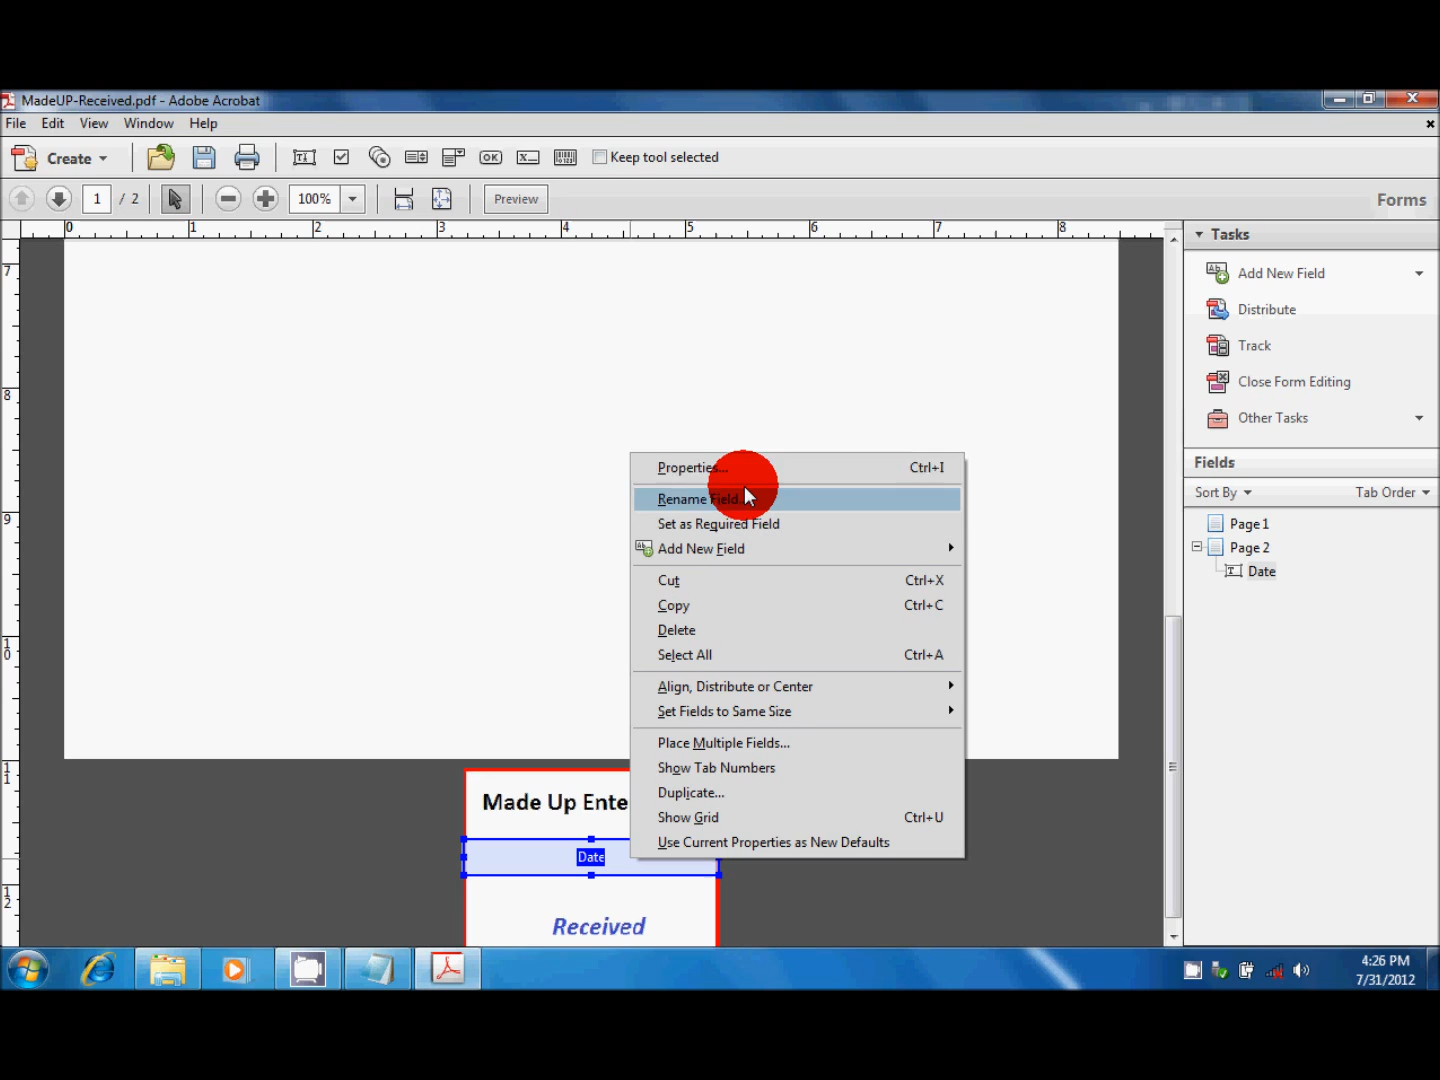 MadeUP-Received.pdf - Adobe Acrobat
File Edit View Window Help
Create
OK
Keep tool selected
1 / 2
100%
Preview
Forms
0 1 2 3 4 5 6 7 8
7
8
9
10
11
12
Tasks
Add New Field
Distribute
Track
Close Form Editing
Other Tasks
Fields
Sort By Tab Order
Page 1
Page 2
Date
Properties... Ctrl+I
Rename Field...
Set as Required Field
Add New Field
Cut Ctrl+X
Copy Ctrl+C
Delete
Select All Ctrl+A
Align, Distribute or Center
Set Fields to Same Size
Place Multiple Fields...
Show Tab Numbers
Duplicate...
Show Grid Ctrl+U
Use Current Properties as New Defaults
Made Up Ente
Date
Received
4:26 PM
7/31/2012